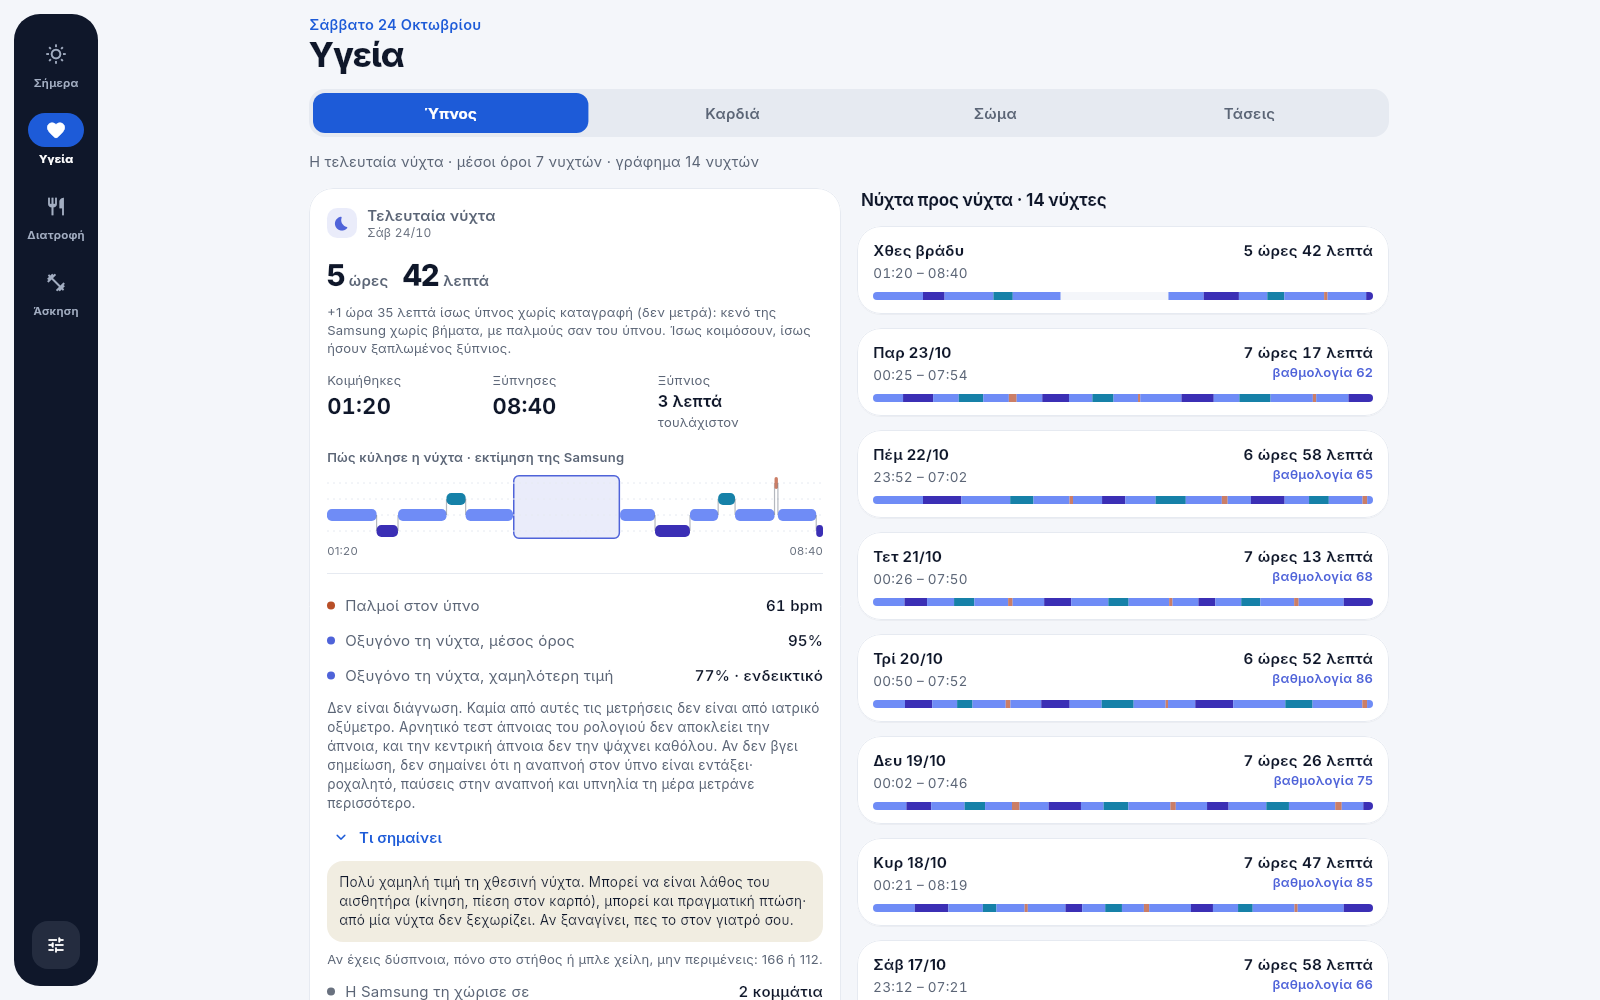 Σήμερα
Υγεία
Διατροφή
Άσκηση
Σάββατο 24 Οκτωβρίου
Υγεία
Ύπνος
Καρδιά
Σώμα
Τάσεις
Η τελευταία νύχτα · μέσοι όροι 7 νυχτών · γράφημα 14 νυχτών
Τελευταία νύχτα
Σάβ 24/10
5 ώρες 42 λεπτά
+1 ώρα 35 λεπτά ίσως ύπνος χωρίς καταγραφή (δεν μετρά): κενό της
Samsung χωρίς βήματα, με παλμούς σαν του ύπνου. Ίσως κοιμόσουν, ίσως
ήσουν ξαπλωμένος ξύπνιος.
Κοιμήθηκες
01:20
Ξύπνησες
08:40
Ξύπνιος
3 λεπτά
τουλάχιστον
Πώς κύλησε η νύχτα · εκτίμηση της Samsung
01:20
08:40
Παλμοί στον ύπνο
61 bpm
Οξυγόνο τη νύχτα, μέσος όρος
95%
Οξυγόνο τη νύχτα, χαμηλότερη τιμή
77% · ενδεικτικό
Δεν είναι διάγνωση. Καμία από αυτές τις μετρήσεις δεν είναι από ιατρικό
οξύμετρο. Αρνητικό τεστ άπνοιας του ρολογιού δεν αποκλείει την
άπνοια, και την κεντρική άπνοια δεν την ψάχνει καθόλου. Αν δεν βγει
σημείωση, δεν σημαίνει ότι η αναπνοή στον ύπνο είναι εντάξει·
ροχαλητό, παύσεις στην αναπνοή και υπνηλία τη μέρα μετράνε
περισσότερο.
Τι σημαίνει
Πολύ χαμηλή τιμή τη χθεσινή νύχτα. Μπορεί να είναι λάθος του
αισθητήρα (κίνηση, πίεση στον καρπό), μπορεί και πραγματική πτώση·
από μία νύχτα δεν ξεχωρίζει. Αν ξαναγίνει, πες το στον γιατρό σου.
Αν έχεις δύσπνοια, πόνο στο στήθος ή μπλε χείλη, μην περιμένεις: 166 ή 112.
Η Samsung τη χώρισε σε
2 κομμάτια
Νύχτα προς νύχτα · 14 νύχτες
Χθες βράδυ
5 ώρες 42 λεπτά
01:20 – 08:40
Παρ 23/10
7 ώρες 17 λεπτά
00:25 – 07:54
βαθμολογία 62
Πέμ 22/10
6 ώρες 58 λεπτά
23:52 – 07:02
βαθμολογία 65
Τετ 21/10
7 ώρες 13 λεπτά
00:26 – 07:50
βαθμολογία 68
Τρί 20/10
6 ώρες 52 λεπτά
00:50 – 07:52
βαθμολογία 86
Δευ 19/10
7 ώρες 26 λεπτά
00:02 – 07:46
βαθμολογία 75
Κυρ 18/10
7 ώρες 47 λεπτά
00:21 – 08:19
βαθμολογία 85
Σάβ 17/10
7 ώρες 58 λεπτά
23:12 – 07:21
βαθμολογία 66